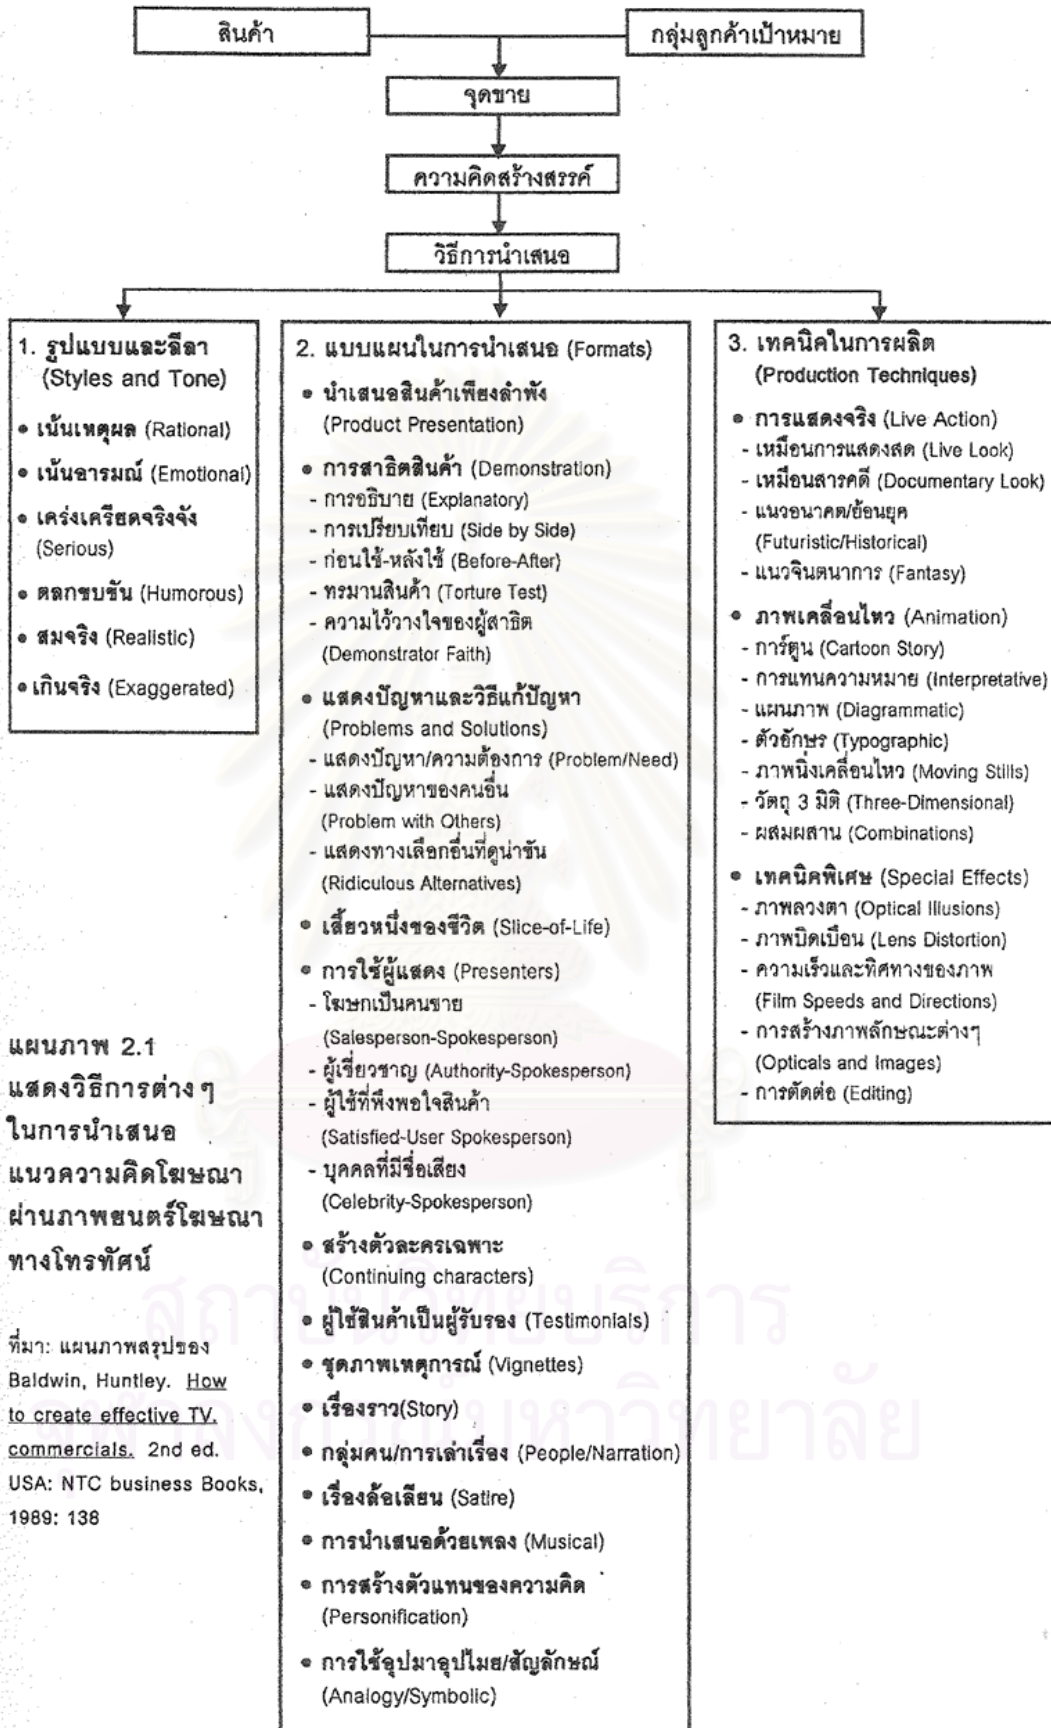 สินค้า
กลุ่มลูกค้าเป้าหมาย
จุดขาย
ความคิดสร้างสรรค์
วิธีการนำเสนอ
1. รูปแบบและลีลา
(Styles and Tone)
• เน้นเหตุผล (Rational)
• เน้นอารมณ์ (Emotional)
• เคร่งเครียดจริงจัง
(Serious)
• ตลกขบขัน (Humorous)
• สมจริง (Realistic)
• เกินจริง (Exaggerated)
2. แบบแผนในการนำเสนอ (Formats)
• นำเสนอสินค้าเพียงลำพัง
(Product Presentation)
• การสาธิตสินค้า (Demonstration)
- การอธิบาย (Explanatory)
- การเปรียบเทียบ (Side by Side)
- ก่อนใช้-หลังใช้ (Before-After)
- ทรมานสินค้า (Torture Test)
- ความไว้วางใจของผู้สาธิต
(Demonstrator Faith)
• แสดงปัญหาและวิธีแก้ปัญหา
(Problems and Solutions)
- แสดงปัญหา/ความต้องการ (Problem/Need)
- แสดงปัญหาของคนอื่น
(Problem with Others)
- แสดงทางเลือกอื่นที่ดูน่าขัน
(Ridiculous Alternatives)
• เสี้ยวหนึ่งของชีวิต (Slice-of-Life)
• การใช้ผู้แสดง (Presenters)
- โฆษกเป็นคนขาย
(Salesperson-Spokesperson)
- ผู้เชี่ยวชาญ (Authority-Spokesperson)
- ผู้ใช้ที่พึงพอใจสินค้า
(Satisfied-User Spokesperson)
- บุคคลที่มีชื่อเสียง
(Celebrity-Spokesperson)
• สร้างตัวละครเฉพาะ
(Continuing characters)
• ผู้ใช้สินค้าเป็นผู้รับรอง (Testimonials)
• ชุดภาพเหตุการณ์ (Vignettes)
• เรื่องราว(Story)
• กลุ่มคน/การเล่าเรื่อง (People/Narration)
• เรื่องล้อเลียน (Satire)
• การนำเสนอด้วยเพลง (Musical)
• การสร้างตัวแทนของความคิด
(Personification)
• การใช้อุปมาอุปไมย/สัญลักษณ์
(Analogy/Symbolic)
3. เทคนิคในการผลิต
(Production Techniques)
• การแสดงจริง (Live Action)
- เหมือนการแสดงสด (Live Look)
- เหมือนสารคดี (Documentary Look)
- แนวอนาคต/ย้อนยุค
(Futuristic/Historical)
- แนวจินตนาการ (Fantasy)
• ภาพเคลื่อนไหว (Animation)
- การ์ตูน (Cartoon Story)
- การแทนความหมาย (Interpretative)
- แผนภาพ (Diagrammatic)
- ตัวอักษร (Typographic)
- ภาพนิ่งเคลื่อนไหว (Moving Stills)
- วัตถุ 3 มิติ (Three-Dimensional)
- ผสมผสาน (Combinations)
• เทคนิคพิเศษ (Special Effects)
- ภาพลวงตา (Optical Illusions)
- ภาพบิดเบือน (Lens Distortion)
- ความเร็วและทิศทางของภาพ
(Film Speeds and Directions)
- การสร้างภาพลักษณะต่างๆ
(Opticals and Images)
- การตัดต่อ (Editing)
แผนภาพ 2.1
แสดงวิธีการต่าง ๆ
ในการนำเสนอ
แนวความคิดโฆษณา
ผ่านภาพยนตร์โฆษณา
ทางโทรทัศน์
ที่มา: แผนภาพสรุปของ
Baldwin, Huntley. How
to create effective TV.
commercials. 2nd ed.
USA: NTC business Books,
1989: 138
สถาบันวิทยบริการ
จุฬาลงกรณ์มหาวิทยาลัย